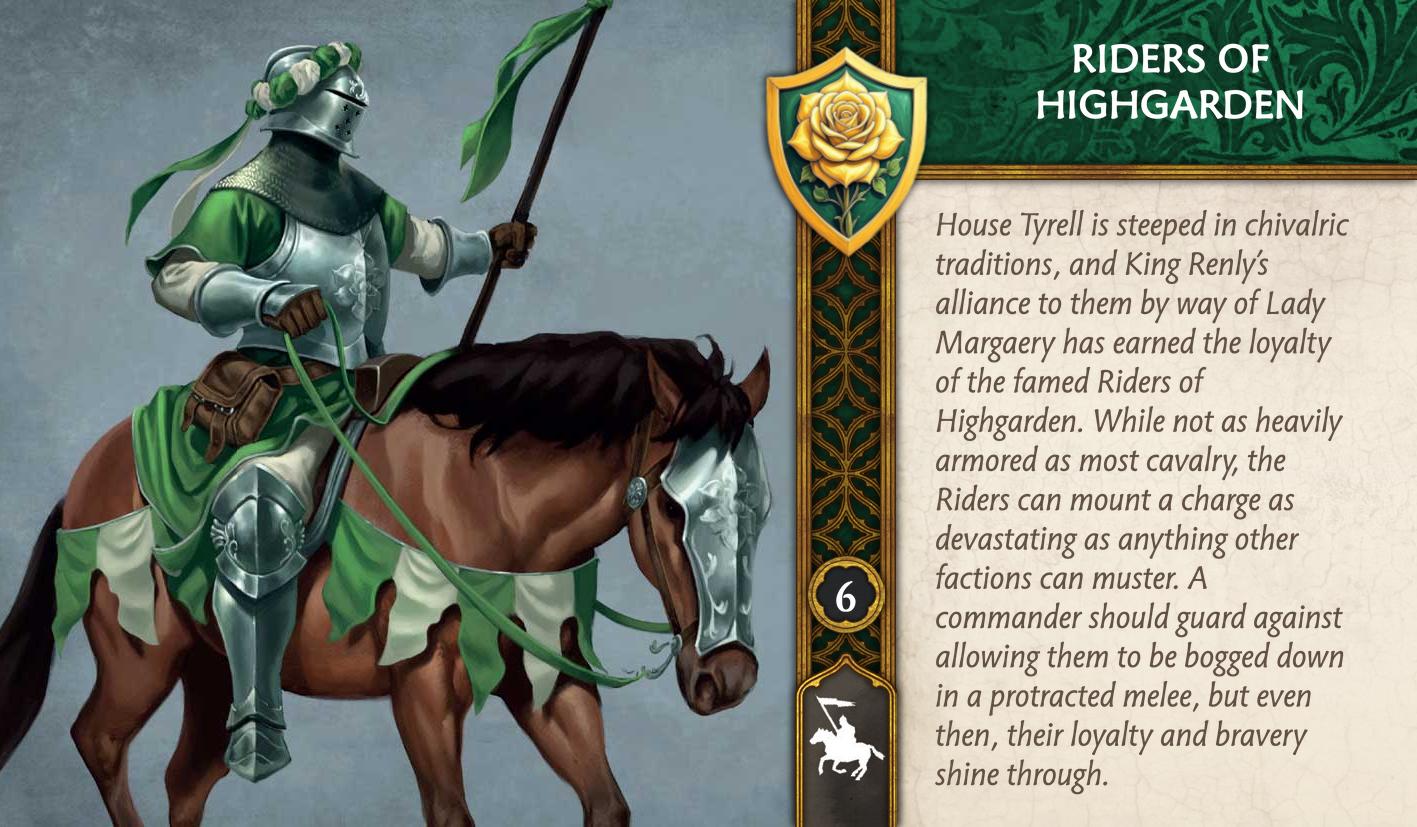 RIDERS OF
HIGHGARDEN
House Tyrell is steeped in chivalric
traditions, and King Renly's
alliance to them by way of Lady
Margaery has earned the loyalty
of the famed Riders of
Highgarden. While not as heavily
armored as most cavalry, the
Riders can mount a charge as
devastating as anything other
factions can muster. A
commander should guard against
allowing them to be bogged down
in a protracted melee, but even
then, their loyalty and bravery
shine through.
6